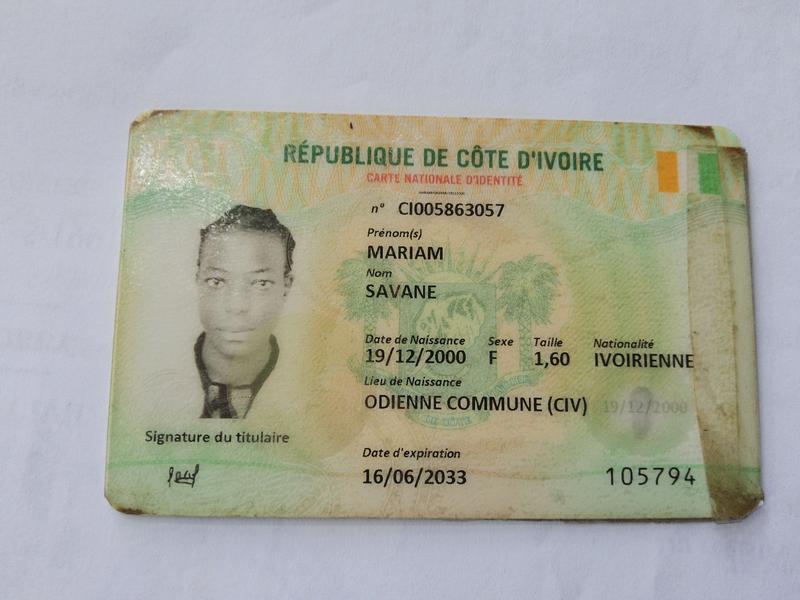 RÉPUBLIQUE DE CÔTE D'IVOIRE
CARTE NATIONALE D'IDENTITÉ
n° CI005863057
Prénom(s)
MARIAM
Nom
SAVANE
Date de Naissance Sexe Taille Nationalité
19/12/2000 F 1,60 IVOIRIENNE
Lieu de Naissance
ODIENNE COMMUNE (CIV) 19/12/2000
Signature du titulaire
Date d'expiration
16/06/2033
105794